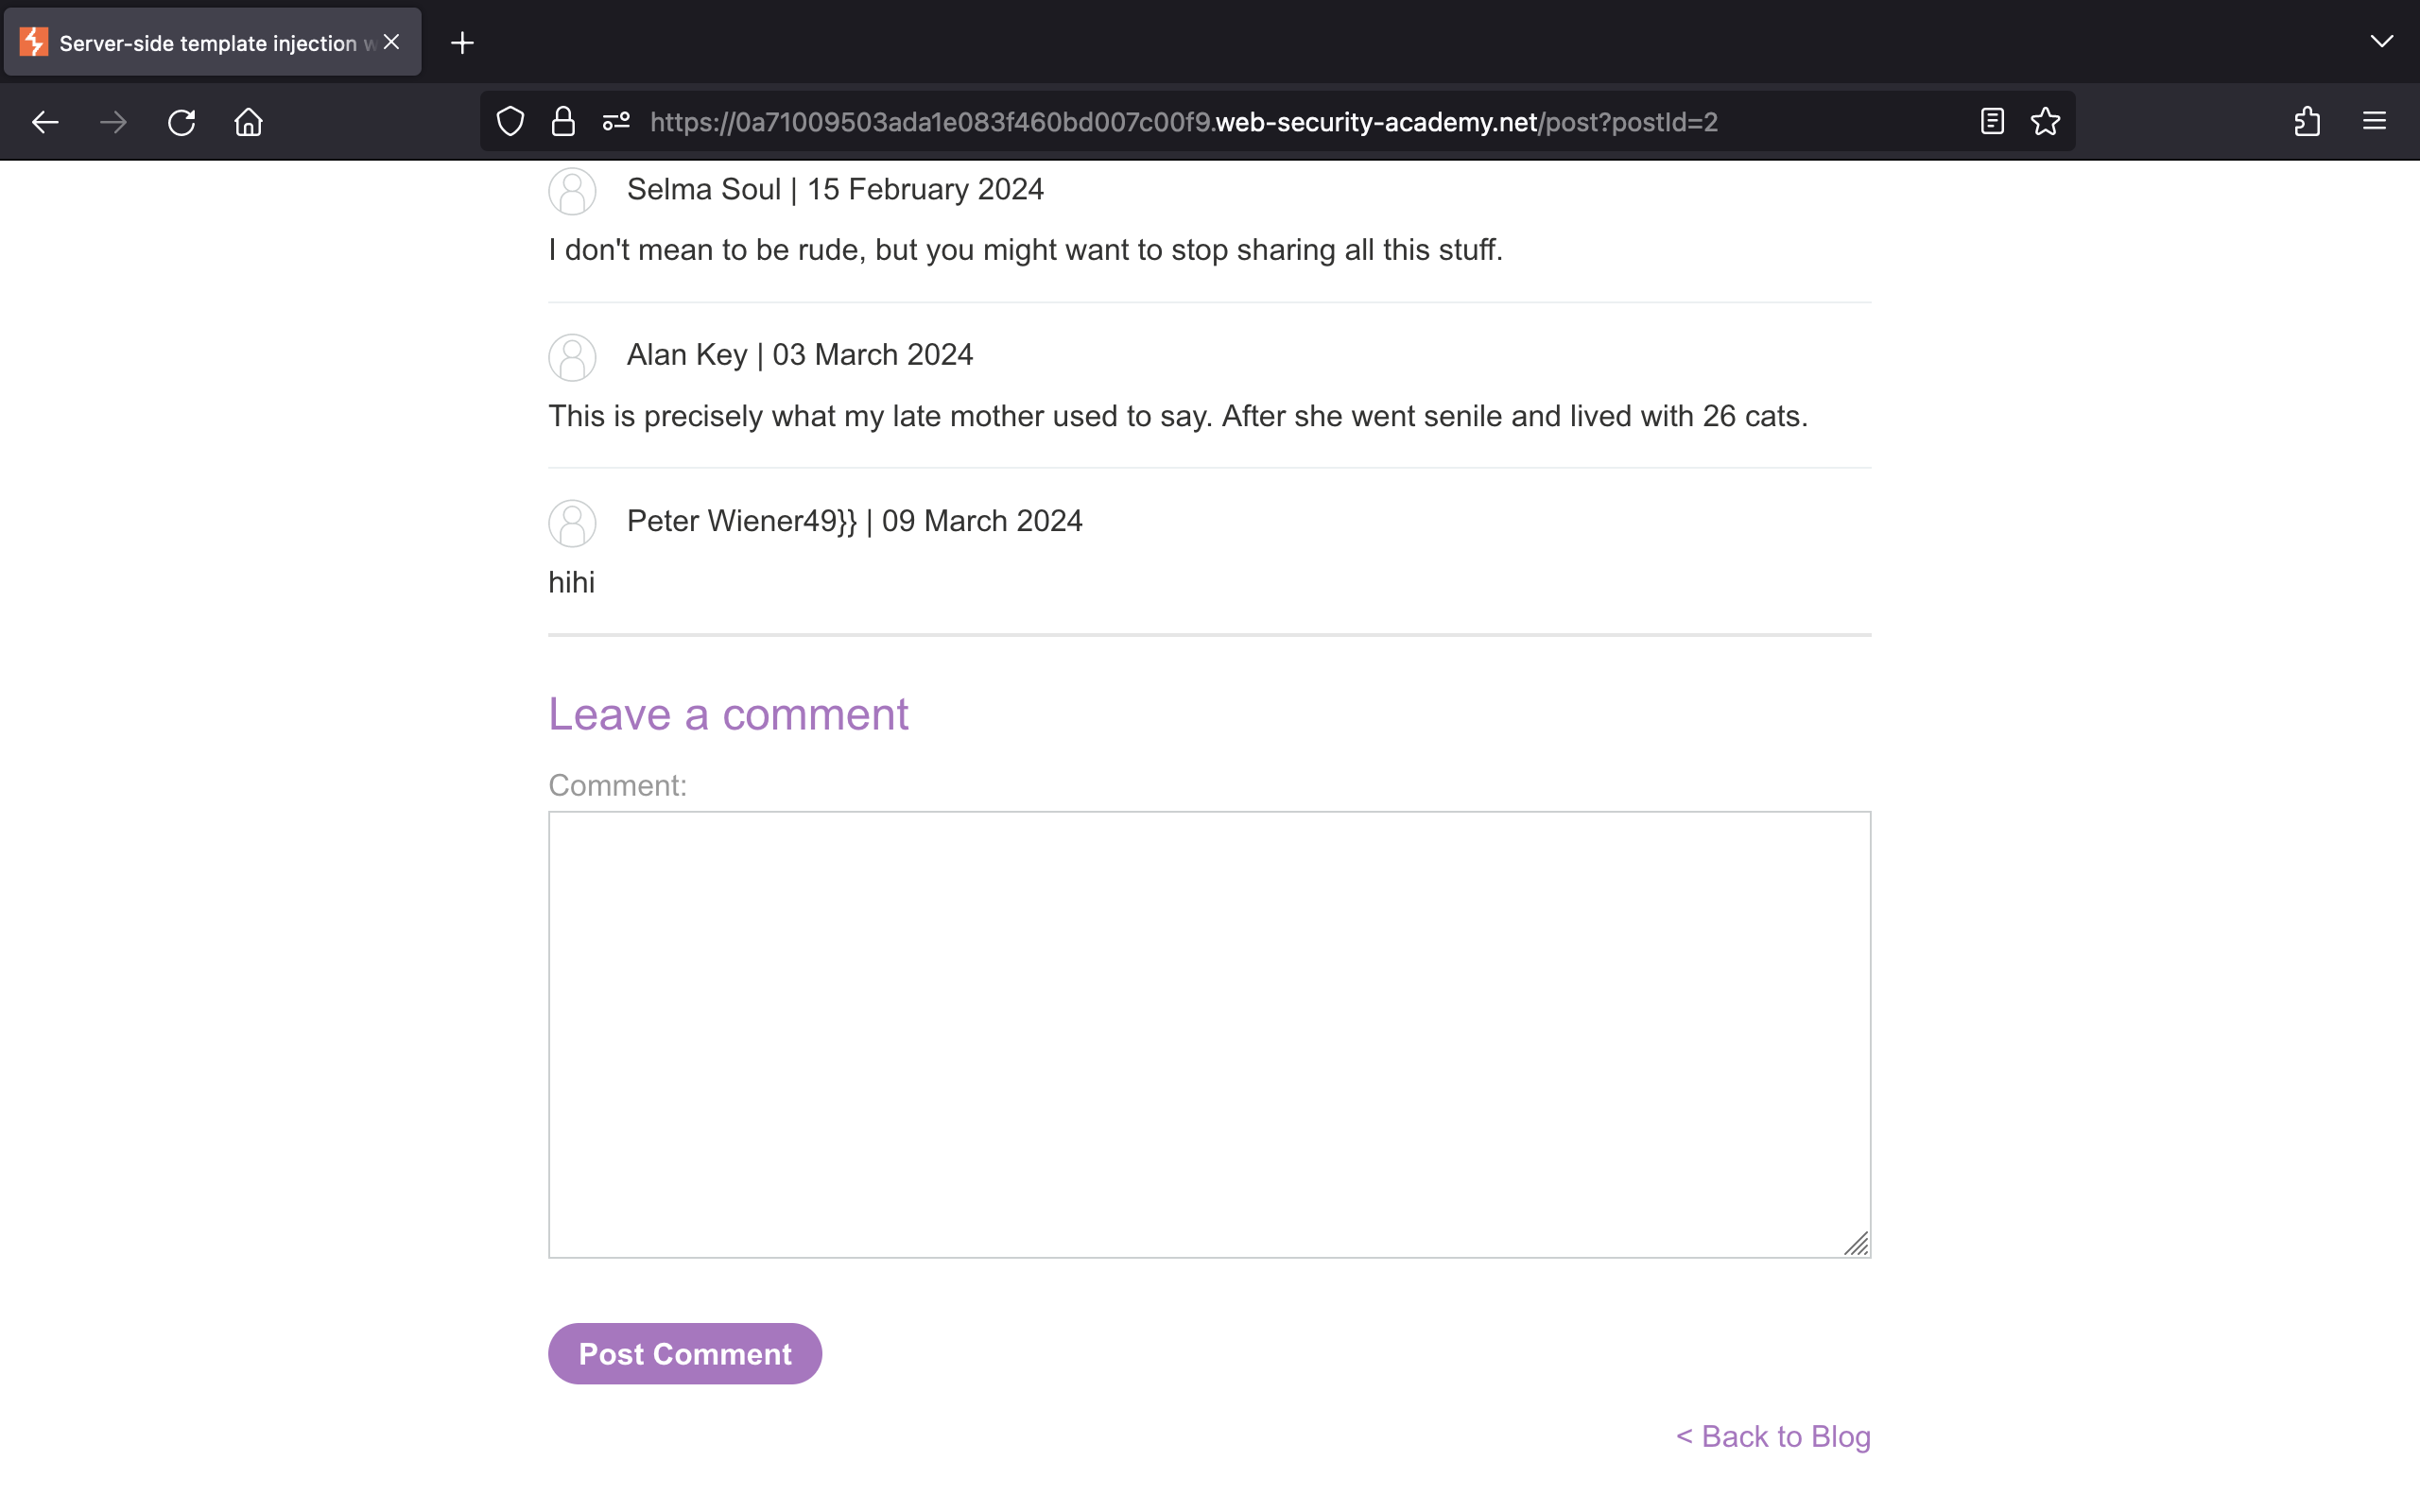 Server-side template injection w
https://0a71009503ada1e083f460bd007c00f9.web-security-academy.net/post?postId=2
Selma Soul | 15 February 2024
I don't mean to be rude, but you might want to stop sharing all this stuff.
Alan Key | 03 March 2024
This is precisely what my late mother used to say. After she went senile and lived with 26 cats.
Peter Wiener49}} | 09 March 2024
hihi
Leave a comment
Comment:
Post Comment
< Back to Blog